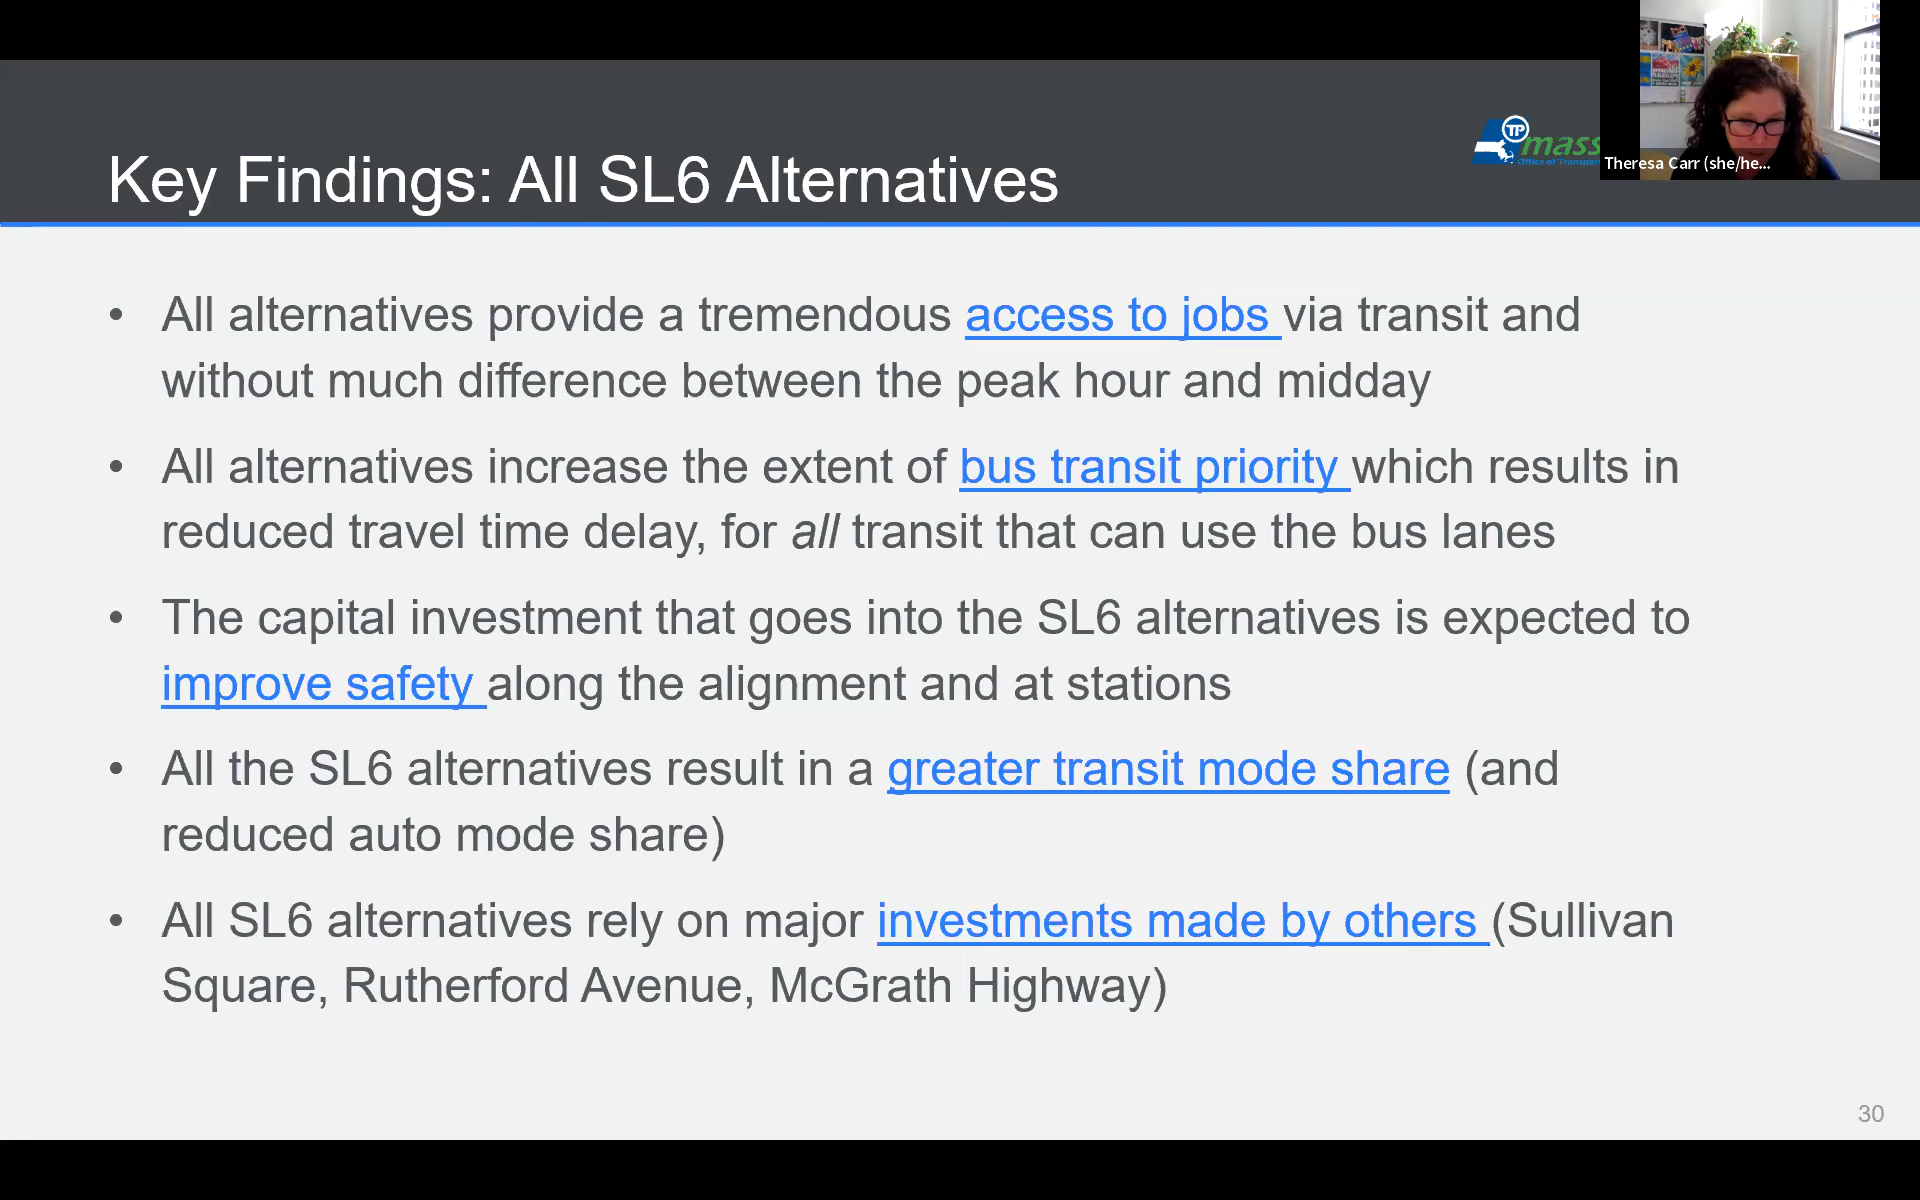 TP
mass
Office of Transpor
Theresa Carr (she/he...
Key Findings: All SL6 Alternatives
• All alternatives provide a tremendous access to jobs via transit and
without much difference between the peak hour and midday
• All alternatives increase the extent of bus transit priority which results in
reduced travel time delay, for all transit that can use the bus lanes
• The capital investment that goes into the SL6 alternatives is expected to
improve safety along the alignment and at stations
• All the SL6 alternatives result in a greater transit mode share (and
reduced auto mode share)
• All SL6 alternatives rely on major investments made by others (Sullivan
Square, Rutherford Avenue, McGrath Highway)
30